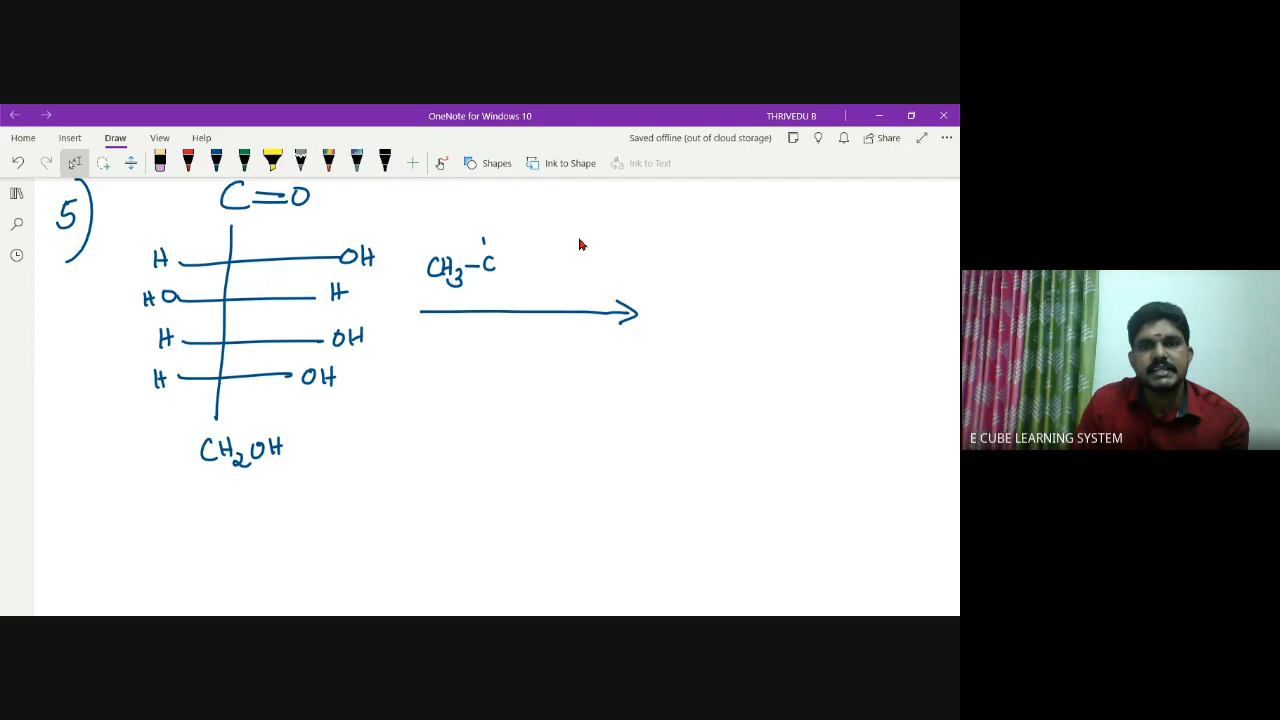 OneNote for Windows 10
THRIVEDU B
Home Insert Draw View Help
Saved offline (out of cloud storage)
Share
Shapes
Ink to Shape
Ink to Text
5)
C=O
H OH
HO H
H OH
H OH
CH2OH
CH3-C
E CUBE LEARNING SYSTEM